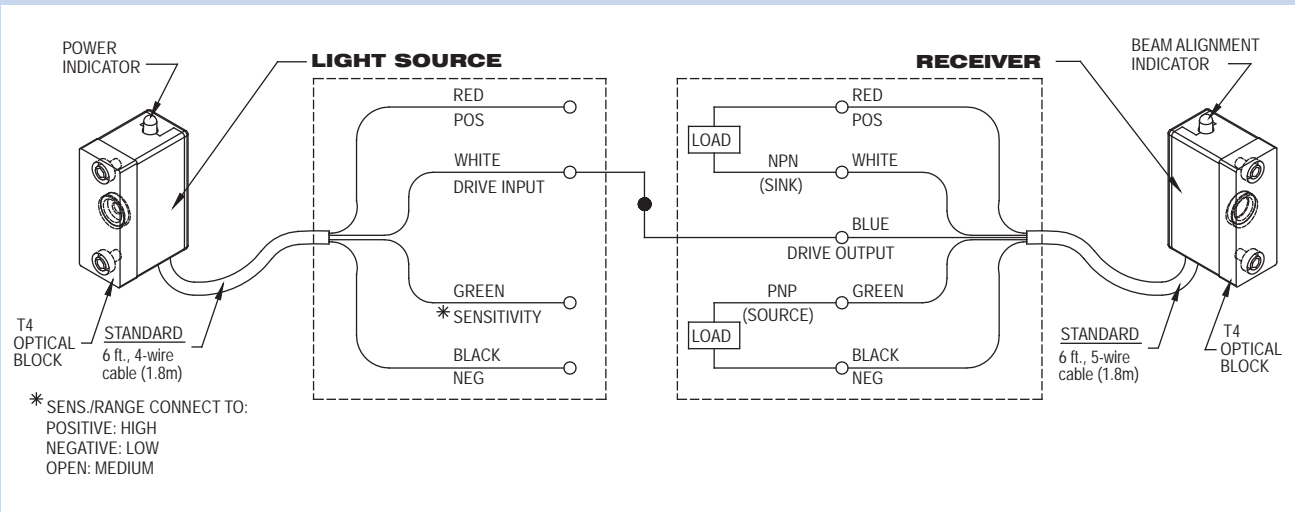 POWER
INDICATOR
LIGHT SOURCE
RED
POS
WHITE
DRIVE INPUT
GREEN
* SENSITIVITY
BLACK
NEG
T4
OPTICAL
BLOCK
STANDARD
6 ft., 4-wire
cable (1.8m)
* SENS./RANGE CONNECT TO:
POSITIVE: HIGH
NEGATIVE: LOW
OPEN: MEDIUM
RECEIVER
BEAM ALIGNMENT
INDICATOR
RED
POS
LOAD
NPN
(SINK)
WHITE
BLUE
DRIVE OUTPUT
PNP
(SOURCE)
GREEN
LOAD
BLACK
NEG
STANDARD
6 ft., 5-wire
cable (1.8m)
T4
OPTICAL
BLOCK